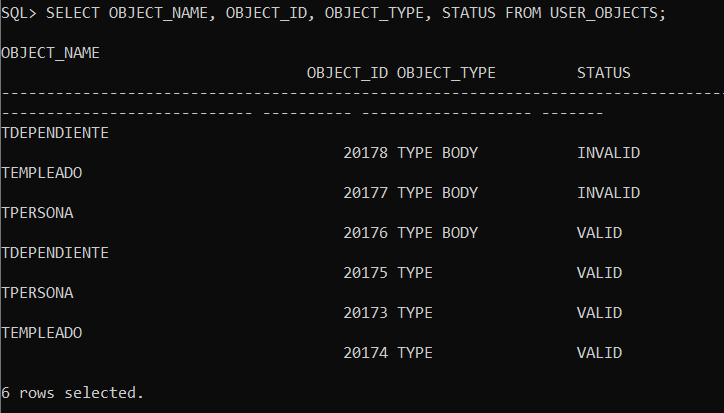 SQL> SELECT OBJECT_NAME, OBJECT_ID, OBJECT_TYPE, STATUS FROM USER_OBJECTS;
OBJECT_NAME
OBJECT_ID OBJECT_TYPE STATUS
--------------------------------------------------------------------------------
---------------------------- ---------- ------------------- -------
TDEPENDIENTE
20178 TYPE BODY INVALID
TEMPLEADO
20177 TYPE BODY INVALID
TPERSONA
20176 TYPE BODY VALID
TDEPENDIENTE
20175 TYPE VALID
TPERSONA
20173 TYPE VALID
TEMPLEADO
20174 TYPE VALID
6 rows selected.